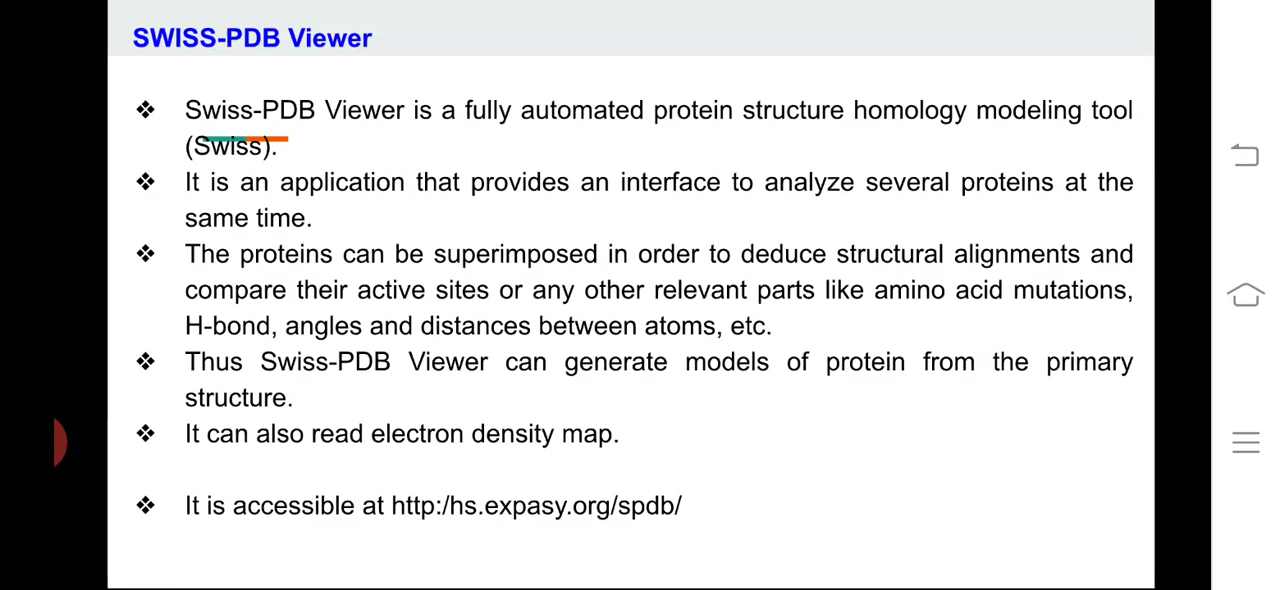 SWISS-PDB Viewer
❖ Swiss-PDB Viewer is a fully automated protein structure homology modeling tool
(Swiss).
❖ It is an application that provides an interface to analyze several proteins at the
same time.
❖ The proteins can be superimposed in order to deduce structural alignments and
compare their active sites or any other relevant parts like amino acid mutations,
H-bond, angles and distances between atoms, etc.
❖ Thus Swiss-PDB Viewer can generate models of protein from the primary
structure.
❖ It can also read electron density map.
❖ It is accessible at http:/hs.expasy.org/spdb/